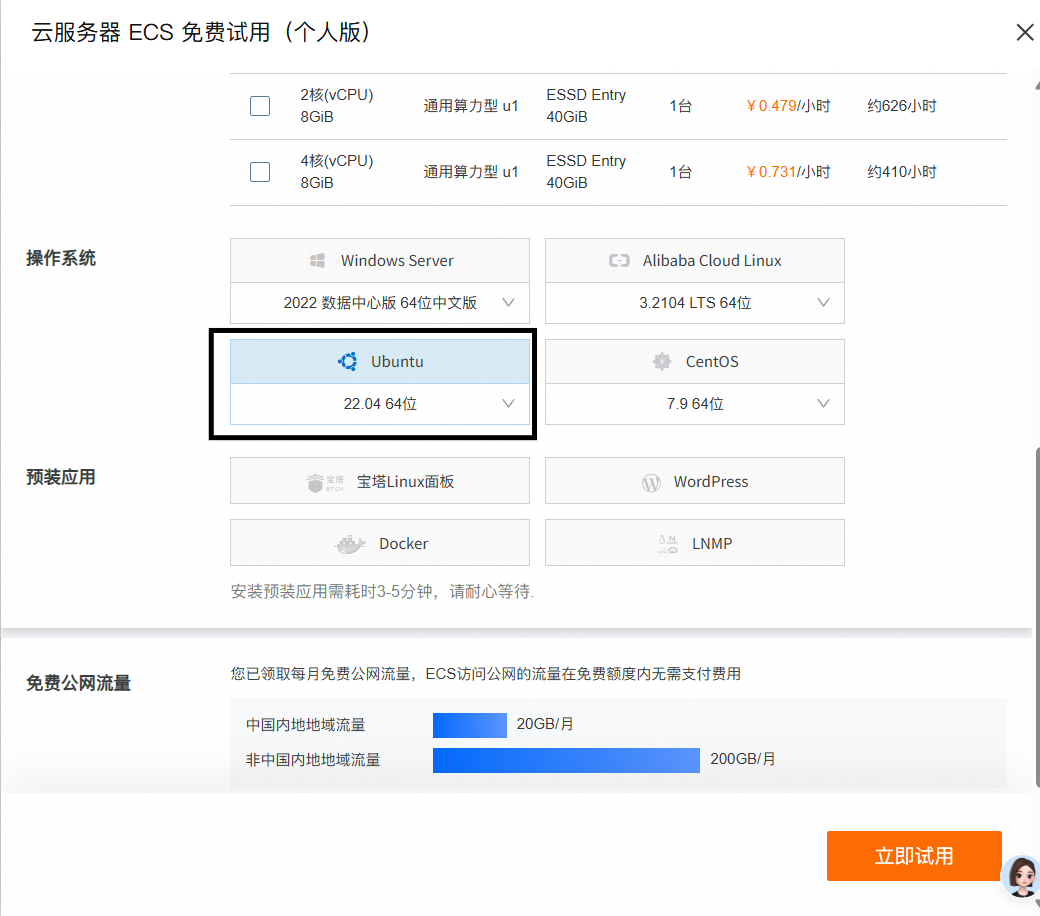 云服务器 ECS 免费试用（个人版）
2核(vCPU)
8GiB
通用算力型 u1
ESSD Entry
40GiB
1台
￥0.479/小时
约626小时
4核(vCPU)
8GiB
通用算力型 u1
ESSD Entry
40GiB
1台
￥0.731/小时
约410小时
操作系统
Windows Server
2022 数据中心版 64位中文版
Alibaba Cloud Linux
3.2104 LTS 64位
Ubuntu
22.04 64位
CentOS
7.9 64位
预装应用
宝塔
BT.CN
宝塔Linux面板
WordPress
Docker
LNMP
安装预装应用需耗时3-5分钟，请耐心等待.
免费公网流量
您已领取每月免费公网流量，ECS访问公网的流量在免费额度内无需支付费用
中国内地地域流量
20GB/月
非中国内地地域流量
200GB/月
立即试用